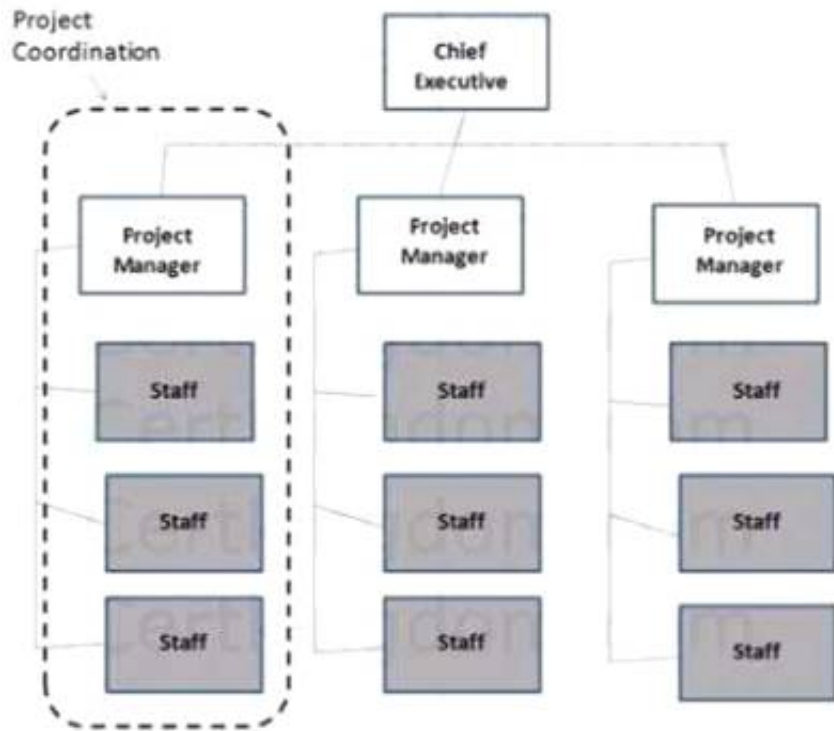 Project
Coordination
Chief
Executive
Project
Manager
Project
Manager
Project
Manager
Staff
Staff
Staff
Staff
Staff
Staff
Staff
Staff
Staff